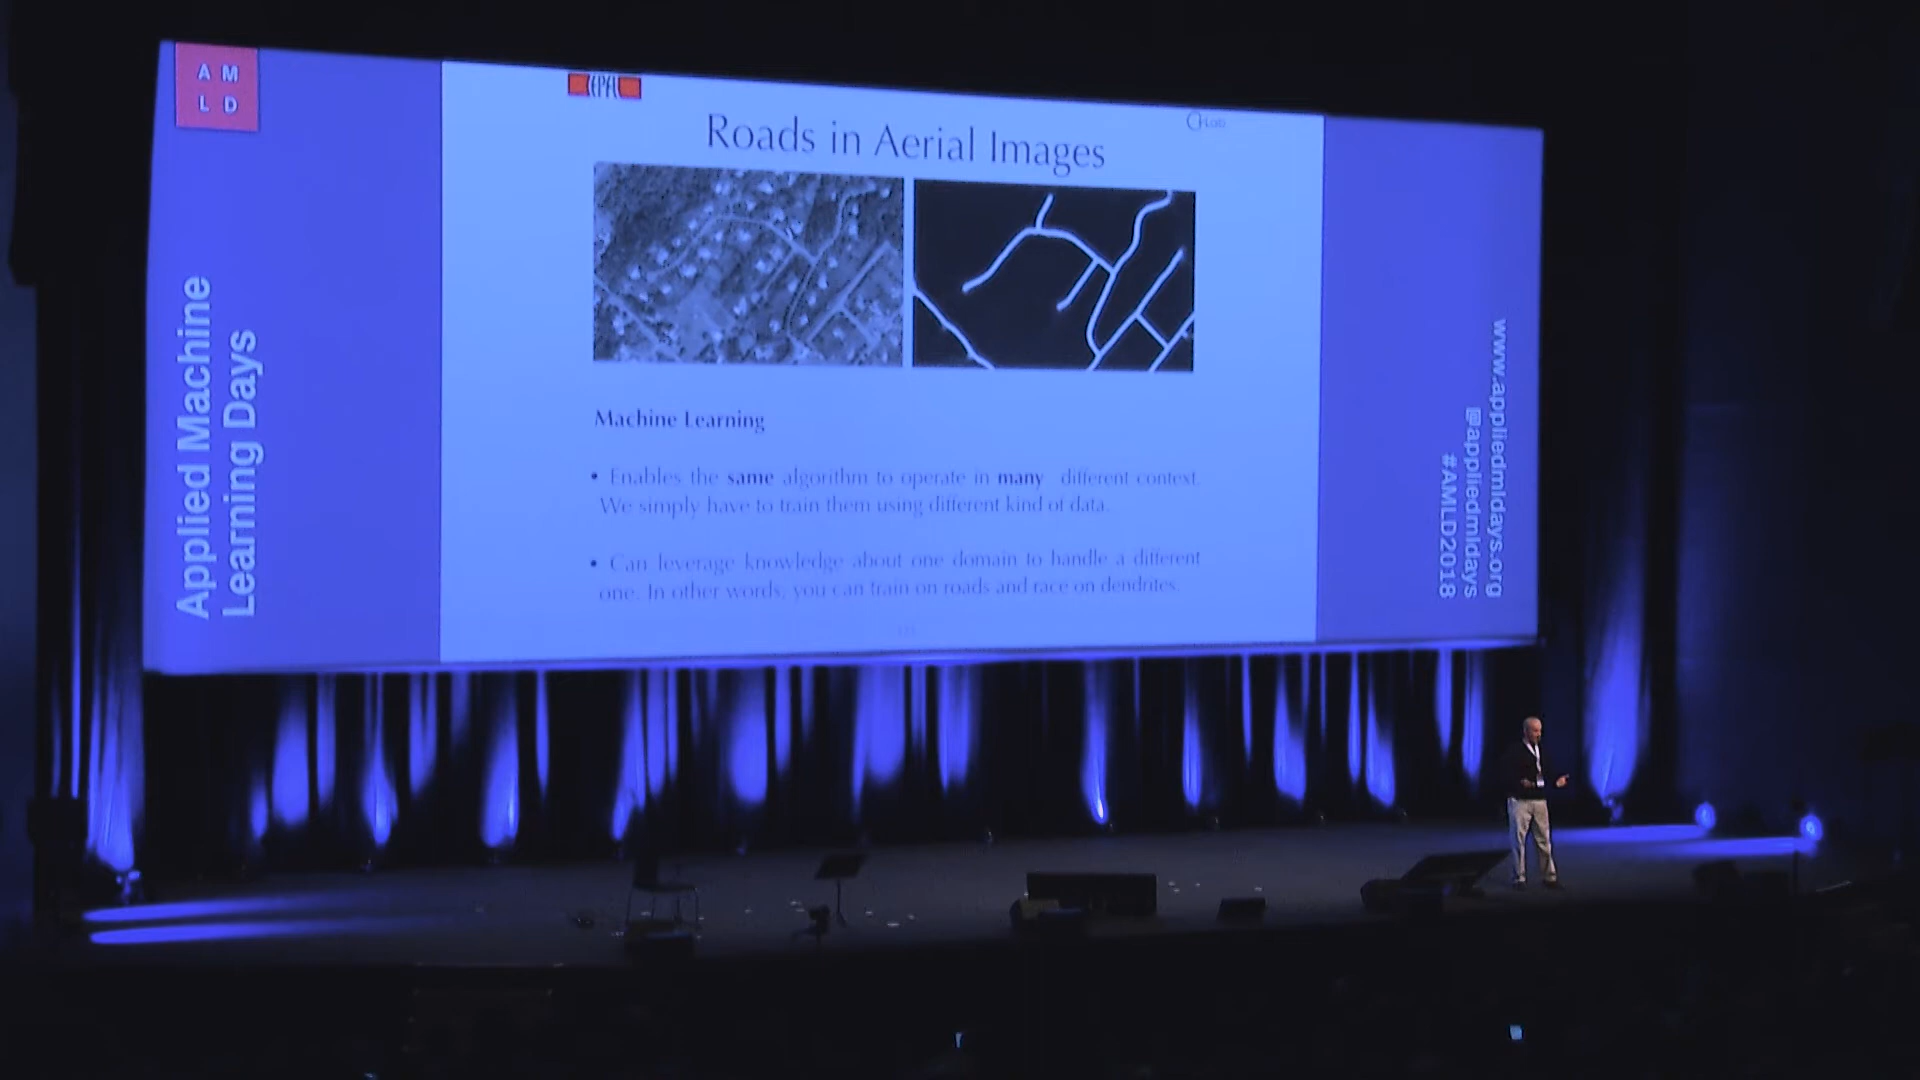 A M
L D
Applied Machine
Learning Days
EPFL
Roads in Aerial Images
Machine Learning
• Enables the same algorithm to operate in many different context.
We simply have to train them using different kind of data.
• Can leverage knowledge about one domain to handle a different
one. In other words, you can train on roads and race on dendrites.
www.appliedmldays.org
@appliedmldays
#AMLD2018